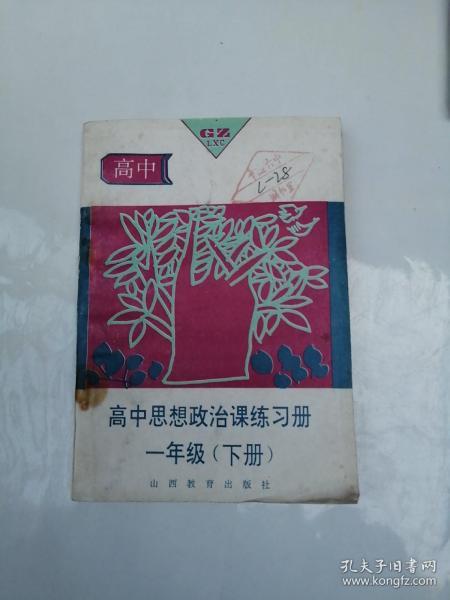 GZ
LXC
高中
L-28
高中思想政治课练习册
一年级（下册）
山西教育出版社
孔夫子旧书网
www.kongfz.com